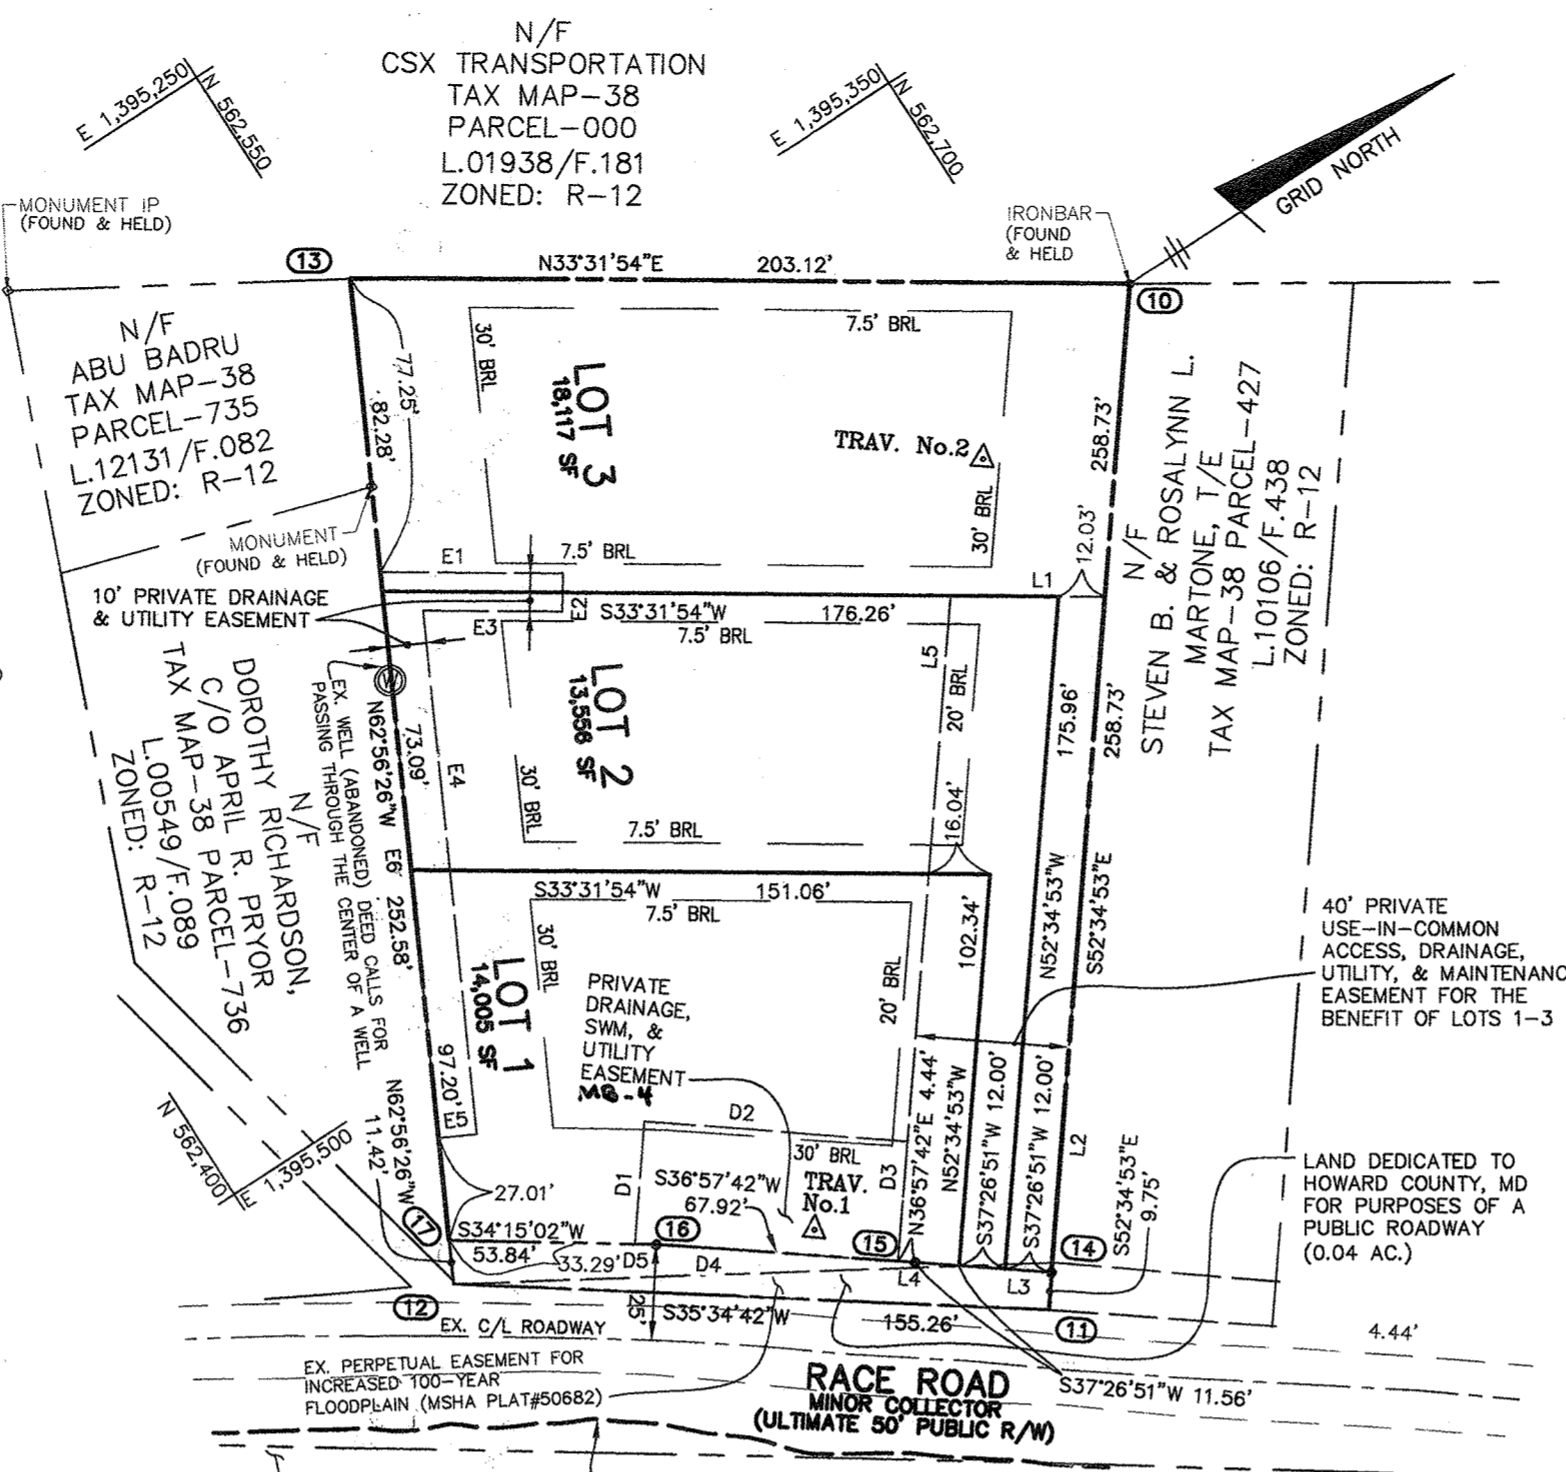 N/F
CSX TRANSPORTATION
TAX MAP-38
PARCEL-000
L.01938/F.181
ZONED: R-12
E 1,395,250
N 562,550
E 1,395,350
N 562,700
GRID NORTH
MONUMENT IP
(FOUND & HELD)
IRONBAR
(FOUND
& HELD
13
N33°31'54"E 203.12'
10
N/F
ABU BADRU
TAX MAP-38
PARCEL-735
L.12131/F.082
ZONED: R-12
30' BRL
7.5' BRL
77.25'
82.28'
LOT 3
18,117 SF
TRAV. No.2
258.73'
N/F
STEVEN B. & ROSALYNN L.
MARTONE, T/E
TAX MAP-38 PARCEL-427
L.10106/F.438
ZONED: R-12
MONUMENT
(FOUND & HELD)
E1
7.5' BRL
30' BRL
12.03'
L1
10' PRIVATE DRAINAGE
& UTILITY EASEMENT
E2
E3
S33°31'54"W 176.26'
7.5' BRL
L5
20' BRL
W
EX. WELL (ABANDONED) DEED CALLS FOR
PASSING THROUGH THE CENTER OF A WELL
N/F
DOROTHY RICHARDSON,
C/O APRIL R. PRYOR
TAX MAP-38 PARCEL-736
L.00549/F.089
ZONED: R-12
N62°56'26"W E6 252.58'
73.09'
E4
LOT 2
13,556 SF
30' BRL
7.5' BRL
16.04'
175.96'
258.73'
S33°31'54"W 151.06'
7.5' BRL
30' BRL
LOT 1
14,005 SF
97.20'
E5
PRIVATE
DRAINAGE,
SWM, &
UTILITY
EASEMENT
MB-4
20' BRL
102.34'
N52°34'53"W
S52°34'53"E
40' PRIVATE
USE-IN-COMMON
ACCESS, DRAINAGE,
UTILITY, & MAINTENANC
EASEMENT FOR THE
BENEFIT OF LOTS 1-3
N 562,400
E 1,395,500
N62°56'26"W
11.42'
D2
30' BRL
D1
D3
N36°57'42"E 4.44'
N52°34'53"W
S37°26'51"W 12.00'
S37°26'51"W 12.00'
L2
S52°34'53"E
9.75'
LAND DEDICATED TO
HOWARD COUNTY, MD
FOR PURPOSES OF A
PUBLIC ROADWAY
(0.04 AC.)
27.01'
S36°57'42"W
67.92'
TRAV.
No.1
17
S34°15'02"W
53.84'
16
15
14
33.29'
D5
D4
L4
L3
12
25'
S35°34'42"W
155.26'
11
EX. C/L ROADWAY
4.44'
EX. PERPETUAL EASEMENT FOR
INCREASED 100-YEAR
FLOODPLAIN (MSHA PLAT#50682)
RACE ROAD
MINOR COLLECTOR
(ULTIMATE 50' PUBLIC R/W)
S37°26'51"W 11.56'